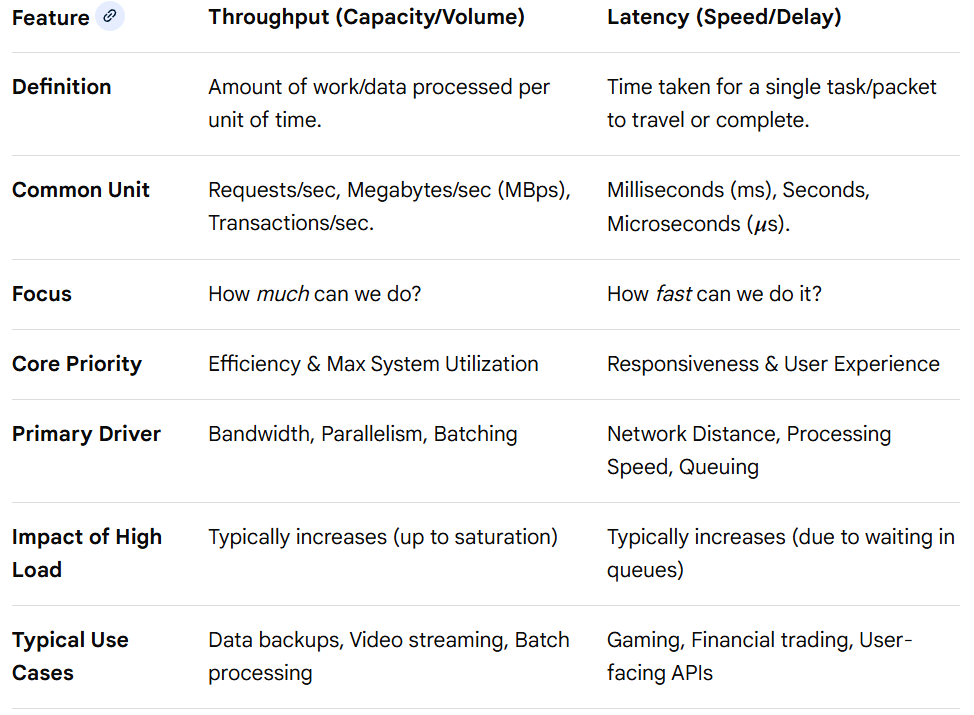 Feature Throughput (Capacity/Volume) Latency (Speed/Delay)
Definition Amount of work/data processed per Time taken for a single task/packet
unit of time. to travel or complete.
Common Unit Requests/sec, Megabytes/sec (MBps), Milliseconds (ms), Seconds,
Transactions/sec. Microseconds (μs).
Focus How much can we do? How fast can we do it?
Core Priority Efficiency & Max System Utilization Responsiveness & User Experience
Primary Driver Bandwidth, Parallelism, Batching Network Distance, Processing
Speed, Queuing
Impact of High Typically increases (up to saturation) Typically increases (due to waiting in
Load queues)
Typical Use Data backups, Video streaming, Batch Gaming, Financial trading, User-
Cases processing facing APIs